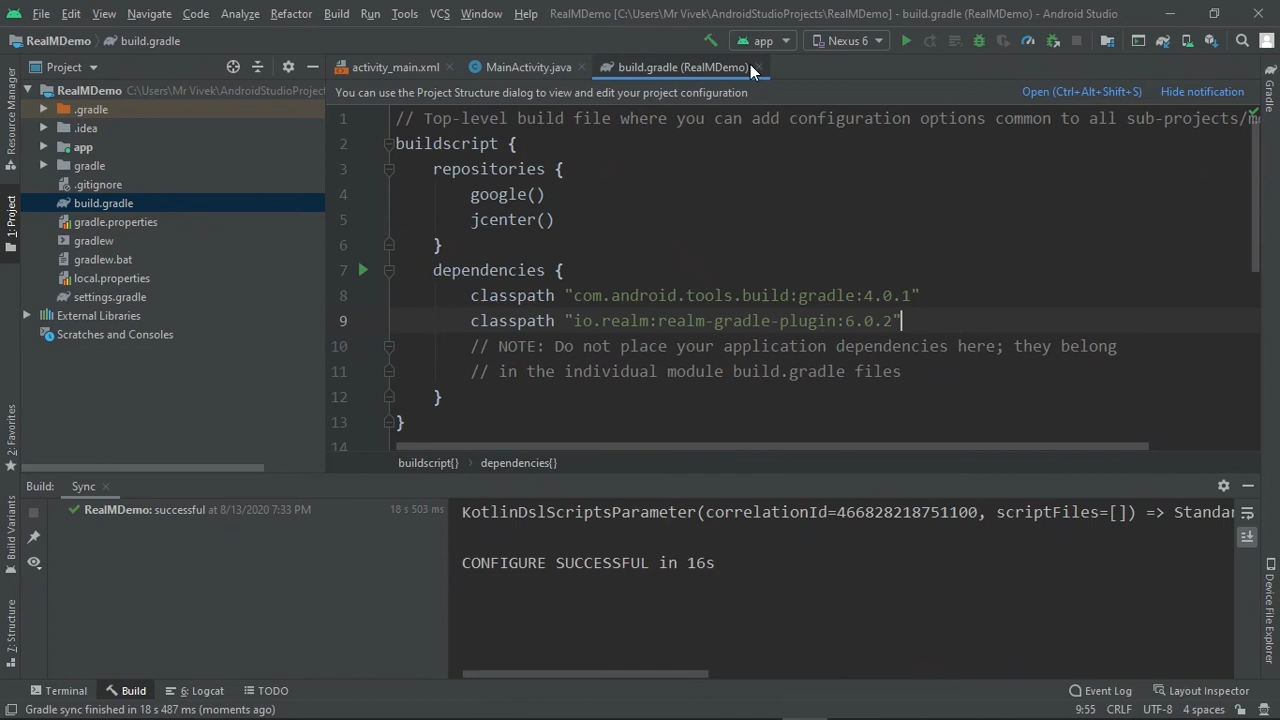 File Edit View Navigate Code Analyze Refactor Build Run Tools VCS Window Help RealMDemo [C:\Users\Mr Vivek\AndroidStudioProjects\RealMDemo] - build.gradle (RealMDemo) - Android Studio
RealMDemo build.gradle app Nexus 6
Project activity_main.xml MainActivity.java build.gradle (RealMDemo)
RealMDemo C:\Users\Mr Vivek\AndroidStudioProject
.gradle
.idea
app
gradle
.gitignore
build.gradle
gradle.properties
gradlew
gradlew.bat
local.properties
settings.gradle
External Libraries
Scratches and Consoles
You can use the Project Structure dialog to view and edit your project configuration Open (Ctrl+Alt+Shift+S) Hide notification
1 // Top-level build file where you can add configuration options common to all sub-projects/mo
2 buildscript {
3 repositories {
4 google()
5 jcenter()
6 }
7 dependencies {
8 classpath "com.android.tools.build:gradle:4.0.1"
9 classpath "io.realm:realm-gradle-plugin:6.0.2"
10 // NOTE: Do not place your application dependencies here; they belong
11 // in the individual module build.gradle files
12 }
13 }
14
buildscript{} dependencies{}
Build: Sync
RealMDemo: successful at 8/13/2020 7:33 PM 18 s 503 ms
KotlinDslScriptsParameter(correlationId=466828218751100, scriptFiles=[]) => Standar
CONFIGURE SUCCESSFUL in 16s
Resource Manager
1: Project
2: Favorites
Build Variants
7: Structure
Gradle
Device File Explorer
Terminal Build 6: Logcat TODO Event Log Layout Inspector
Gradle sync finished in 18 s 487 ms (moments ago) 9:55 CRLF UTF-8 4 spaces